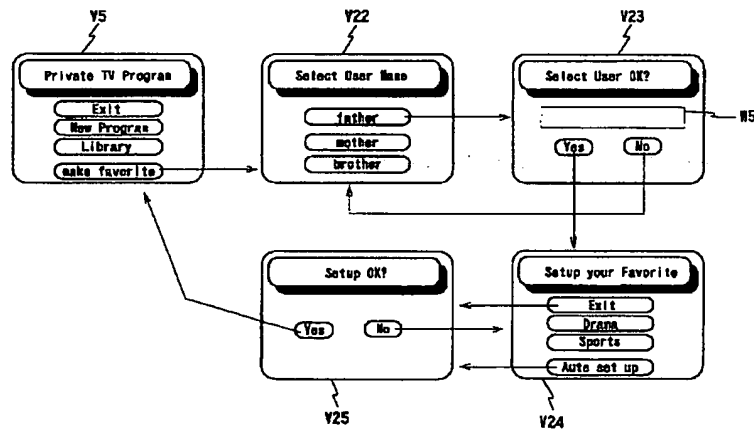 V5
V22
V23
Private TV Program
Exit
New Program
Library
make favorite
Select User Name
father
mother
brother
Select User OK?
W5
Yes
No
Setup OK?
Yes
No
Setup your Favorite
Exit
Drama
Sports
Auto set up
V25
V24